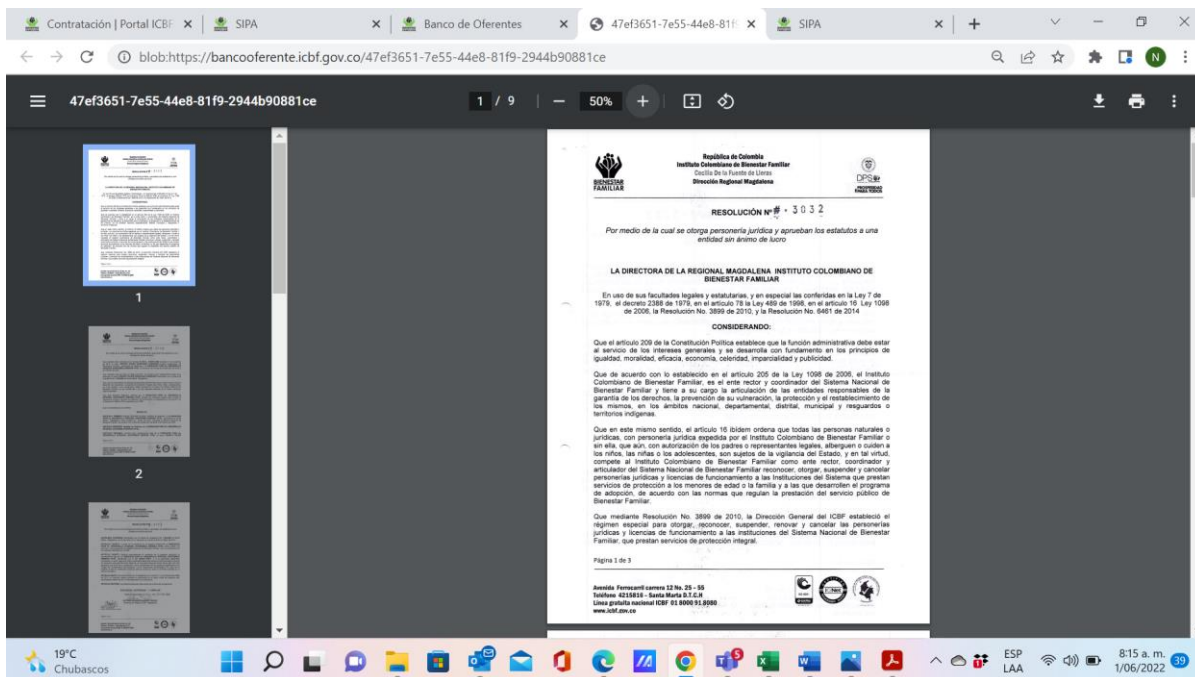 Contratación | Portal ICBF
SIPA
Banco de Oferentes
47ef3651-7e55-44e8-81f9
SIPA
blob:https://bancooferente.icbf.gov.co/47ef3651-7e55-44e8-81f9-2944b90881ce
N
47ef3651-7e55-44e8-81f9-2944b90881ce
1 / 9
50%
1
2
BIENESTAR
FAMILIAR
República de Colombia
Instituto Colombiano de Bienestar Familiar
Cecilia De la Fuente de Lleras
Dirección Regional Magdalena
DPS
PROSPERIDAD
PARA TODOS
RESOLUCIÓN N° # - 3032
Por medio de la cual se otorga personería jurídica y aprueban los estatutos a una
entidad sin ánimo de lucro
LA DIRECTORA DE LA REGIONAL MAGDALENA INSTITUTO COLOMBIANO DE
BIENESTAR FAMILIAR
En uso de sus facultades legales y estatutarias, y en especial las conferidas en la Ley 7 de
1979, el decreto 2388 de 1979, en el artículo 78 la Ley 489 de 1998, en el artículo 16 Ley 1098
de 2006, la Resolución No. 3899 de 2010, y la Resolución No. 6461 de 2014
CONSIDERANDO:
Que el artículo 209 de la Constitución Política establece que la función administrativa debe estar
al servicio de los intereses generales y se desarrolla con fundamento en los principios de
igualdad, moralidad, eficacia, economía, celeridad, imparcialidad y publicidad.
Que de acuerdo con lo establecido en el artículo 205 de la Ley 1098 de 2006, el Instituto
Colombiano de Bienestar Familiar, es el ente rector y coordinador del Sistema Nacional de
Bienestar Familiar y tiene a su cargo la articulación de las entidades responsables de la
garantía de los derechos, la prevención de su vulneración, la protección y el restablecimiento de
los mismos, en los ámbitos nacional, departamental, distrital, municipal y resguardos o
territorios indígenas.
Que en este mismo sentido, el artículo 16 ibídem ordena que todas las personas naturales o
jurídicas, con personería jurídica expedida por el Instituto Colombiano de Bienestar Familiar o
sin ella, que aún, con autorización de los padres o representantes legales, alberguen o cuiden a
los niños, las niñas o los adolescentes, son sujetos de la vigilancia del Estado, y en tal virtud,
compete al Instituto Colombiano de Bienestar Familiar como ente rector, coordinador y
articulador del Sistema Nacional de Bienestar Familiar reconocer, otorgar, suspender y cancelar
personerías jurídicas y licencias de funcionamiento a las Instituciones del Sistema que prestan
servicios de protección a los menores de edad o la familia y a las que desarrollen el programa
de adopción, de acuerdo con las normas que regulan la prestación del servicio público de
Bienestar Familiar.
Que mediante Resolución No. 3899 de 2010, la Dirección General del ICBF estableció el
régimen especial para otorgar, reconocer, suspender, renovar y cancelar las personerías
jurídicas y licencias de funcionamiento a las instituciones del Sistema Nacional de Bienestar
Familiar, que prestan servicios de protección integral.
Página 1 de 3
Avenida Ferrocarril carrera 12 No. 25 – 55
Teléfono 4215816 – Santa Marta D.T.C.H
Línea gratuita nacional ICBF 01 8000 91 8080
www.icbf.gov.co
19°C
Chubascos
ESP
LAA
8:15 a. m.
1/06/2022
39